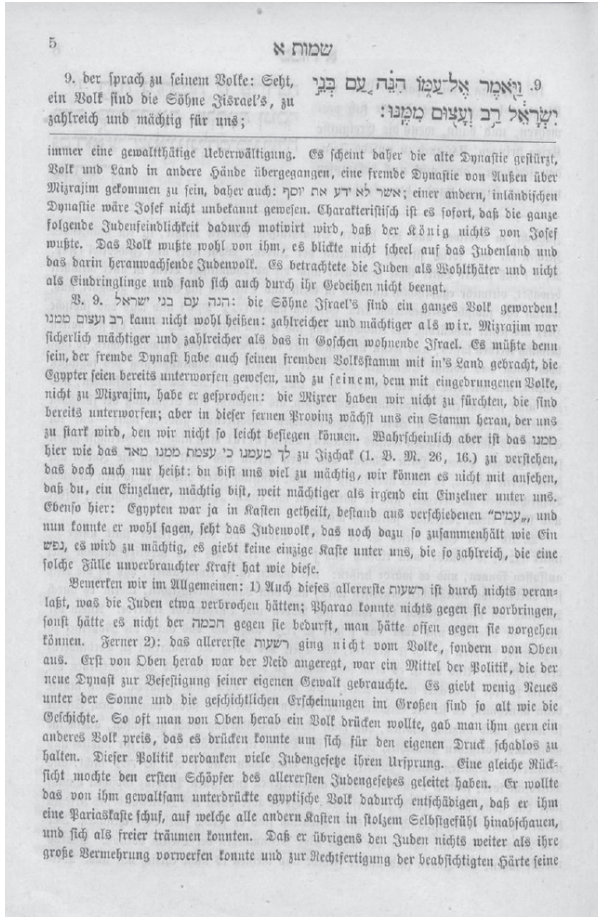 5
שמות א
9. der sprach zu seinem Volke: Seht,
ein Volk sind die Söhne Jisrael's, zu
zahlreich und mächtig für uns;
9. וַיֹּאמֶר אֶל־עַמּוֹ הִנֵּה עַם בְּנֵי
יִשְׂרָאֵל רַב וְעָצוּם מִמֶּנּוּ:
immer eine gewaltthätige Ueberwältigung. Es scheint daher die alte Dynastie gestürzt,
Volk und Land in andere Hände übergegangen, eine fremde Dynastie von Außen über
Mizrajim gekommen zu sein, daher auch: אשר לא ידע את יוסף; einer andern, inländischen
Dynastie wäre Josef nicht unbekannt gewesen. Charakteristisch ist es sofort, daß die ganze
folgende Judenfeindlichkeit dadurch motivirt wird, daß der König nichts von Josef
wußte. Das Volk wußte wohl von ihm, es blickte nicht scheel auf das Judenland und
das darin heranwachsende Judenvolk. Es betrachtete die Juden als Wohlthäter und nicht
als Eindringlinge und fand sich auch durch ihr Gedeihen nicht beengt.
V. 9. הנה עם בני ישראל: die Söhne Jsrael's sind ein ganzes Volk geworden!
רב ועצום ממנו kann nicht wohl heißen: zahlreicher und mächtiger als wir. Mizrajim war
sicherlich mächtiger und zahlreicher als das in Goschen wohnende Israel. Es müßte denn
sein, der fremde Dynast habe auch seinen fremden Volksstamm mit in's Land gebracht, die
Egypter seien bereits unterworfen gewesen, und zu seinem, dem mit eingedrungenen Volke,
nicht zu Mizrajim, habe er gesprochen: die Mizrer haben wir nicht zu fürchten, die sind
bereits unterworfen; aber in dieser fernen Provinz wächst uns ein Stamm heran, der uns
zu stark wird, den wir nicht so leicht besiegen können. Wahrscheinlich aber ist das ממנו
hier wie das לך מעמנו כי עצמת ממנו מאד zu Jizchak (1. B. M. 26, 16.) zu verstehen,
das doch auch nur heißt: du bist uns viel zu mächtig, wir können es nicht mit ansehen,
daß du, ein Einzelner, mächtig bist, weit mächtiger als irgend ein Einzelner unter uns.
Ebenso hier: Egypten war ja in Kasten getheilt, bestand aus verschiedenen "עמים„, und
nun konnte er wohl sagen, seht das Judenvolk, das noch dazu so zusammenhält wie Ein
נפש, es wird zu mächtig, es giebt keine einzige Kaste unter uns, die so zahlreich, die eine
solche Fülle unverbrauchter Kraft hat wie diese.
Bemerken wir im Allgemeinen: 1) Auch dieses allererste רשעות ist durch nichts veran-
laßt, was die Juden etwa verbrochen hätten; Pharao konnte nichts gegen sie vorbringen,
sonst hätte es nicht der חכמה gegen sie bedurft, man hätte offen gegen sie vorgehen
können. Ferner 2): das allererste רשעות ging nicht vom Volke, sondern von Oben
aus. Erst von Oben herab war der Neid angeregt, war ein Mittel der Politik, die der
neue Dynast zur Befestigung seiner eigenen Gewalt gebrauchte. Es giebt wenig Neues
unter der Sonne und die geschichtlichen Erscheinungen im Großen sind so alt wie die
Geschichte. So oft man von Oben herab ein Volk drücken wollte, gab man ihm gern ein
anderes Volk preis, das es drücken konnte um sich für den eigenen Druck schadlos zu
halten. Dieser Politik verdanken viele Judengesetze ihren Ursprung. Eine gleiche Rück-
sicht mochte den ersten Schöpfer des allerersten Judengesetzes geleitet haben. Er wollte
das von ihm gewaltsam unterdrückte egyptische Volk dadurch entschädigen, daß er ihm
eine Pariaskaste schuf, auf welche alle andern Kasten in stolzem Selbstgefühl hinabschauen,
und sich als freier träumen konnten. Daß er übrigens den Juden nichts weiter als ihre
große Vermehrung vorwerfen konnte und zur Rechtfertigung der beabsichtigten Härte seine